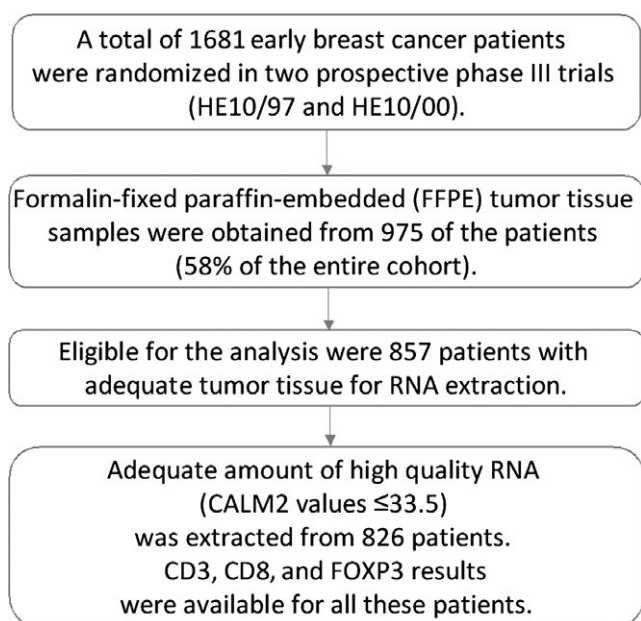 A total of 1681 early breast cancer patients
were randomized in two prospective phase III trials
(HE10/97 and HE10/00).
Formalin-fixed paraffin-embedded (FFPE) tumor tissue
samples were obtained from 975 of the patients
(58% of the entire cohort).
Eligible for the analysis were 857 patients with
adequate tumor tissue for RNA extraction.
Adequate amount of high quality RNA
(CALM2 values ≤33.5)
was extracted from 826 patients.
CD3, CD8, and FOXP3 results
were available for all these patients.